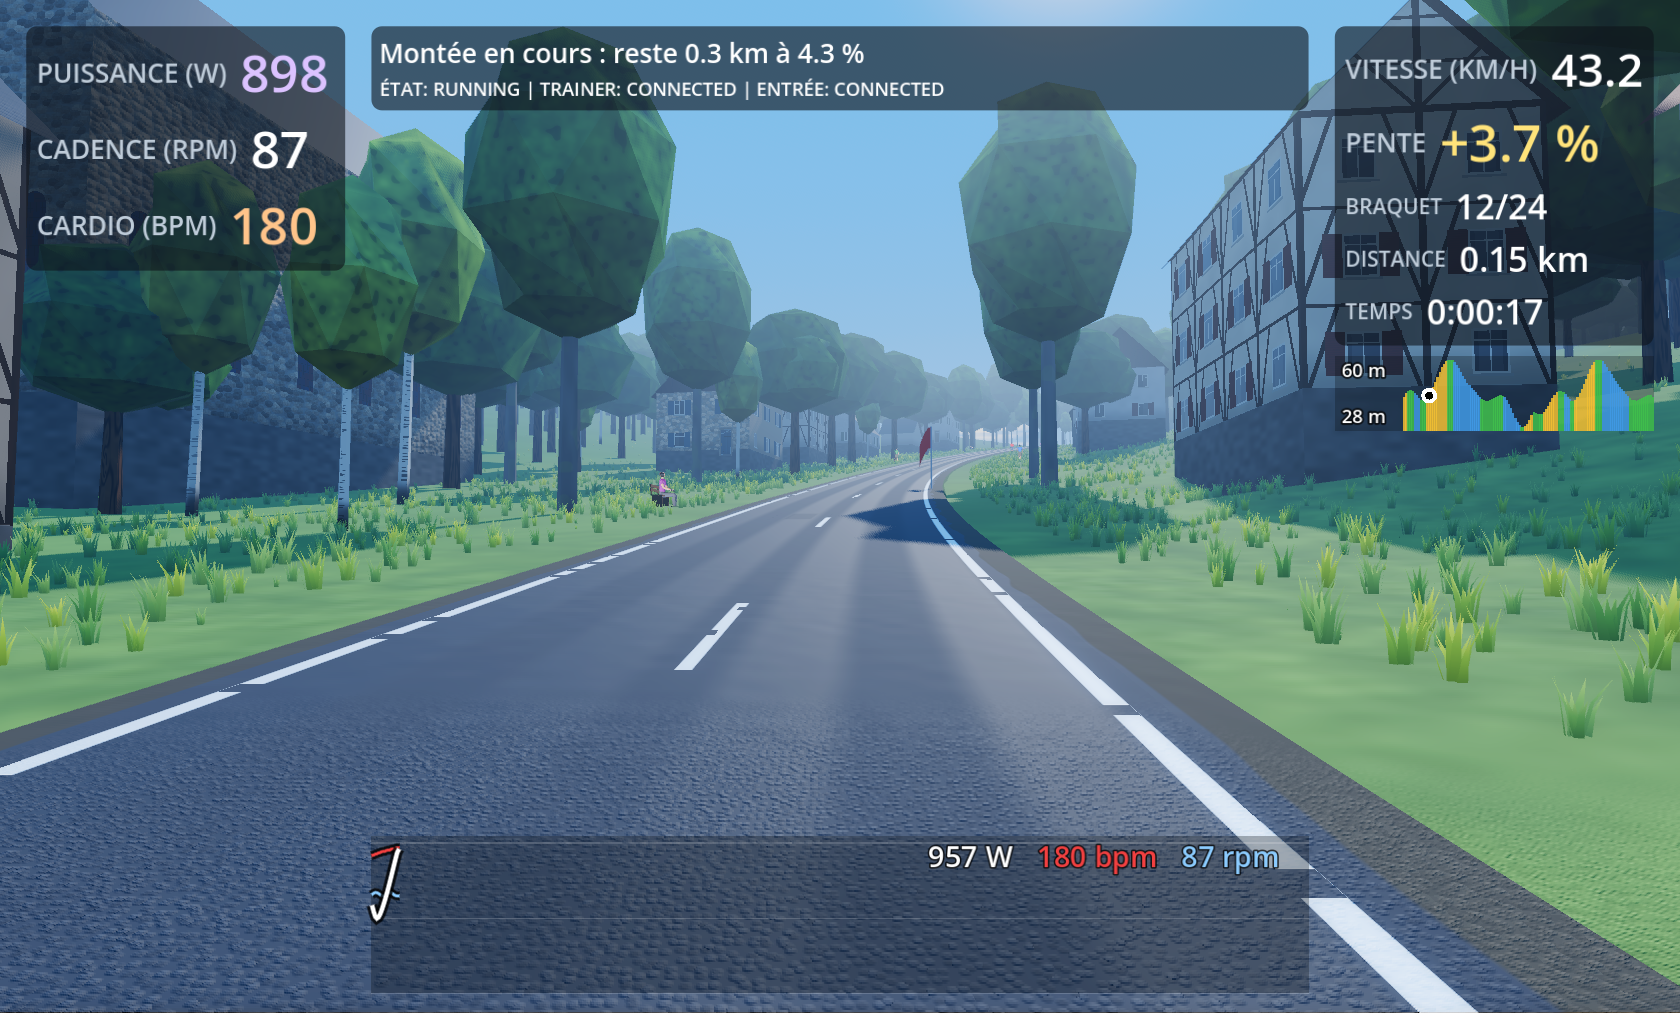 PUISSANCE (W) 898
CADENCE (RPM) 87
CARDIO (BPM) 180
Montée en cours : reste 0.3 km à 4.3 %
ÉTAT: RUNNING | TRAINER: CONNECTED | ENTRÉE: CONNECTED
VITESSE (KM/H) 43.2
PENTE +3.7 %
BRAQUET 12/24
DISTANCE 0.15 km
TEMPS 0:00:17
60 m
28 m
957 W 180 bpm 87 rpm